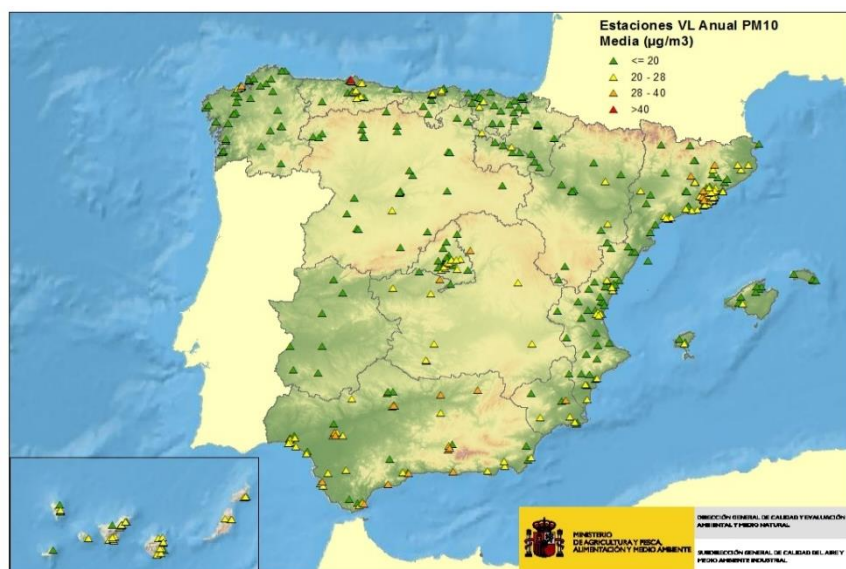 Estaciones VL Anual PM10
Media (µg/m3)
<= 20
20 - 28
28 - 40
>40
MINISTERIO
DE AGRICULTURA Y PESCA,
ALIMENTACIÓN Y MEDIO AMBIENTE
DIRECCIÓN GENERAL DE CALIDAD Y EVALUACIÓN
AMBIENTAL Y MEDIO NATURAL
SUBDIRECCIÓN GENERAL DE CALIDAD DEL AIRE Y
MEDIO AMBIENTE INDUSTRIAL